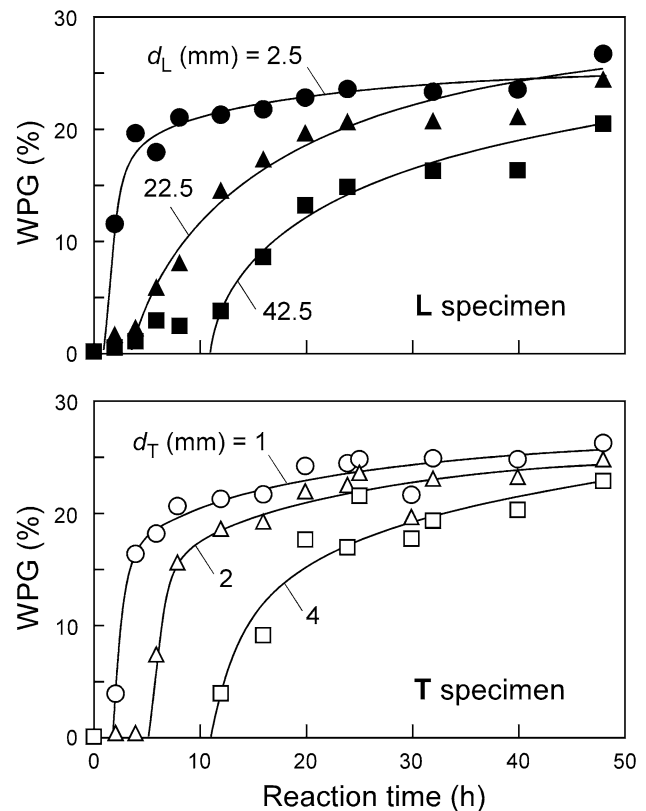 30
d_L (mm) = 2.5
20
WPG (%)
22.5
10
42.5
L specimen
0
30
d_T (mm) = 1
20
WPG (%)
2
10
4
T specimen
0
0 10 20 30 40 50
Reaction time (h)